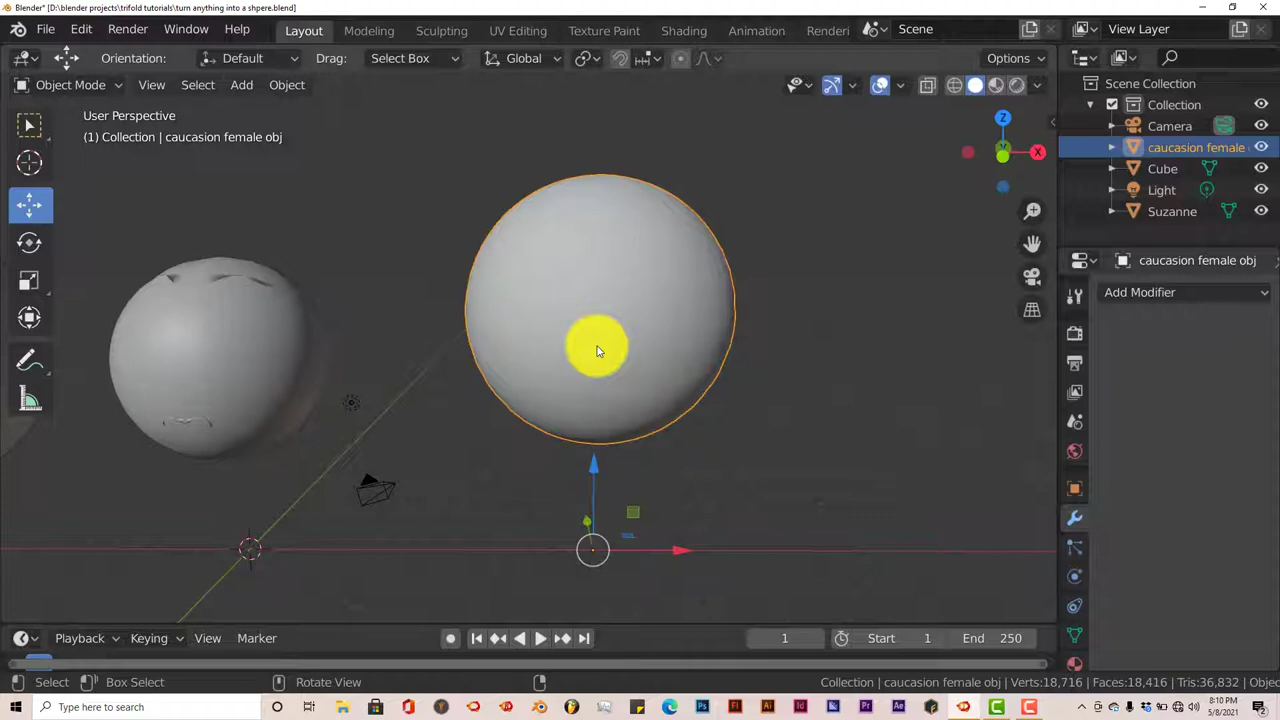 Blender* [D:\blender projects\trifold tutorials\turn anything into a shpere.blend]
File Edit Render Window Help Layout Modeling Sculpting UV Editing Texture Paint Shading Animation Renderi Scene View Layer
Orientation: Default Drag: Select Box Global Options
Object Mode View Select Add Object
Scene Collection
Collection
Camera
caucasion female
Cube
Light
Suzanne
User Perspective
(1) Collection | caucasion female obj
Z
X
caucasion female obj
Add Modifier
Playback Keying View Marker 1 Start 1 End 250
Select Box Select Rotate View Collection | caucasion female obj | Verts:18,716 | Faces:18,416 | Tris:36,832 | Objec
Type here to search
8:10 PM
5/8/2021